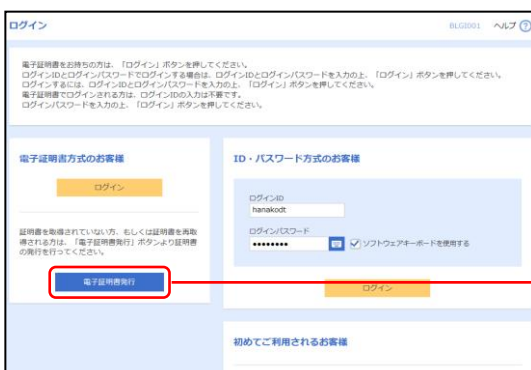 ログイン
BLGI001 ヘルプ ?
電子証明書をお持ちの方は、「ログイン」ボタンを押してください。
ログインIDとログインパスワードでログインする場合は、ログインIDとログインパスワードを入力の上、「ログイン」ボタンを押してください。
ログインするには、ログインIDとログインパスワードを入力の上、「ログイン」ボタンを押してください。
電子証明書でログインされる方は、ログインIDの入力は不要です。
ログインパスワードを入力の上、「ログイン」ボタンを押してください。
電子証明書方式のお客様
ログイン
証明書を取得されていない方、もしくは証明書を再取
得される方は、「電子証明書発行」ボタンより証明書
の発行を行ってください。
電子証明書発行
ID・パスワード方式のお客様
ログインID
hanakodt
ログインパスワード
••••••••
ソフトウェアキーボードを使用する
ログイン
初めてご利用されるお客様